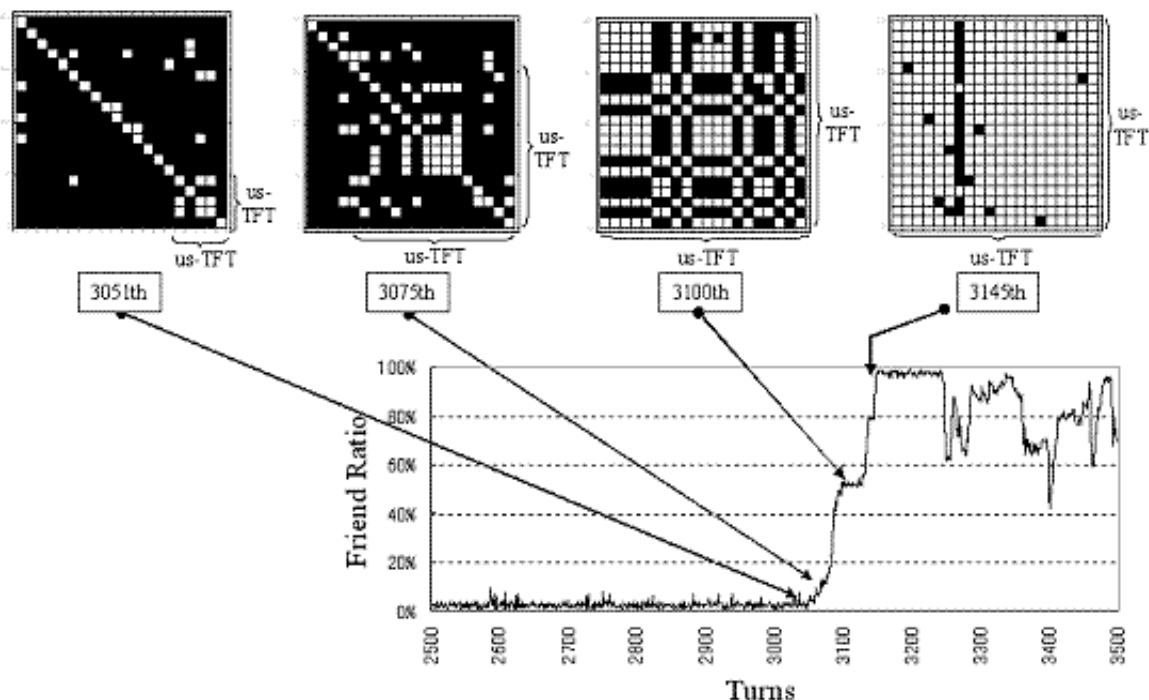 us-
TFT
us-TFT
us-
TFT
us-TFT
us-
TFT
us-TFT
us-
TFT
us-TFT
3051th
3075th
3100th
3145th
Friend Ratio
100%
80%
60%
40%
20%
0%
2500
2600
2700
2800
2900
3000
3100
3200
3300
3400
3500
Turns